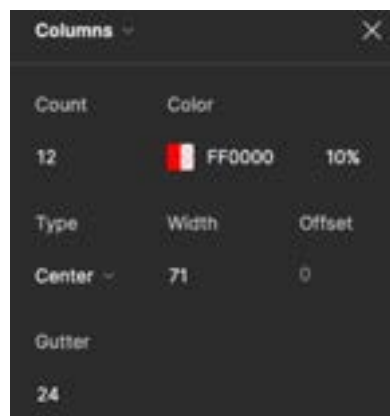 Columns
Count Color
12 FF0000 10%
Type Width Offset
Center 71 0
Gutter
24